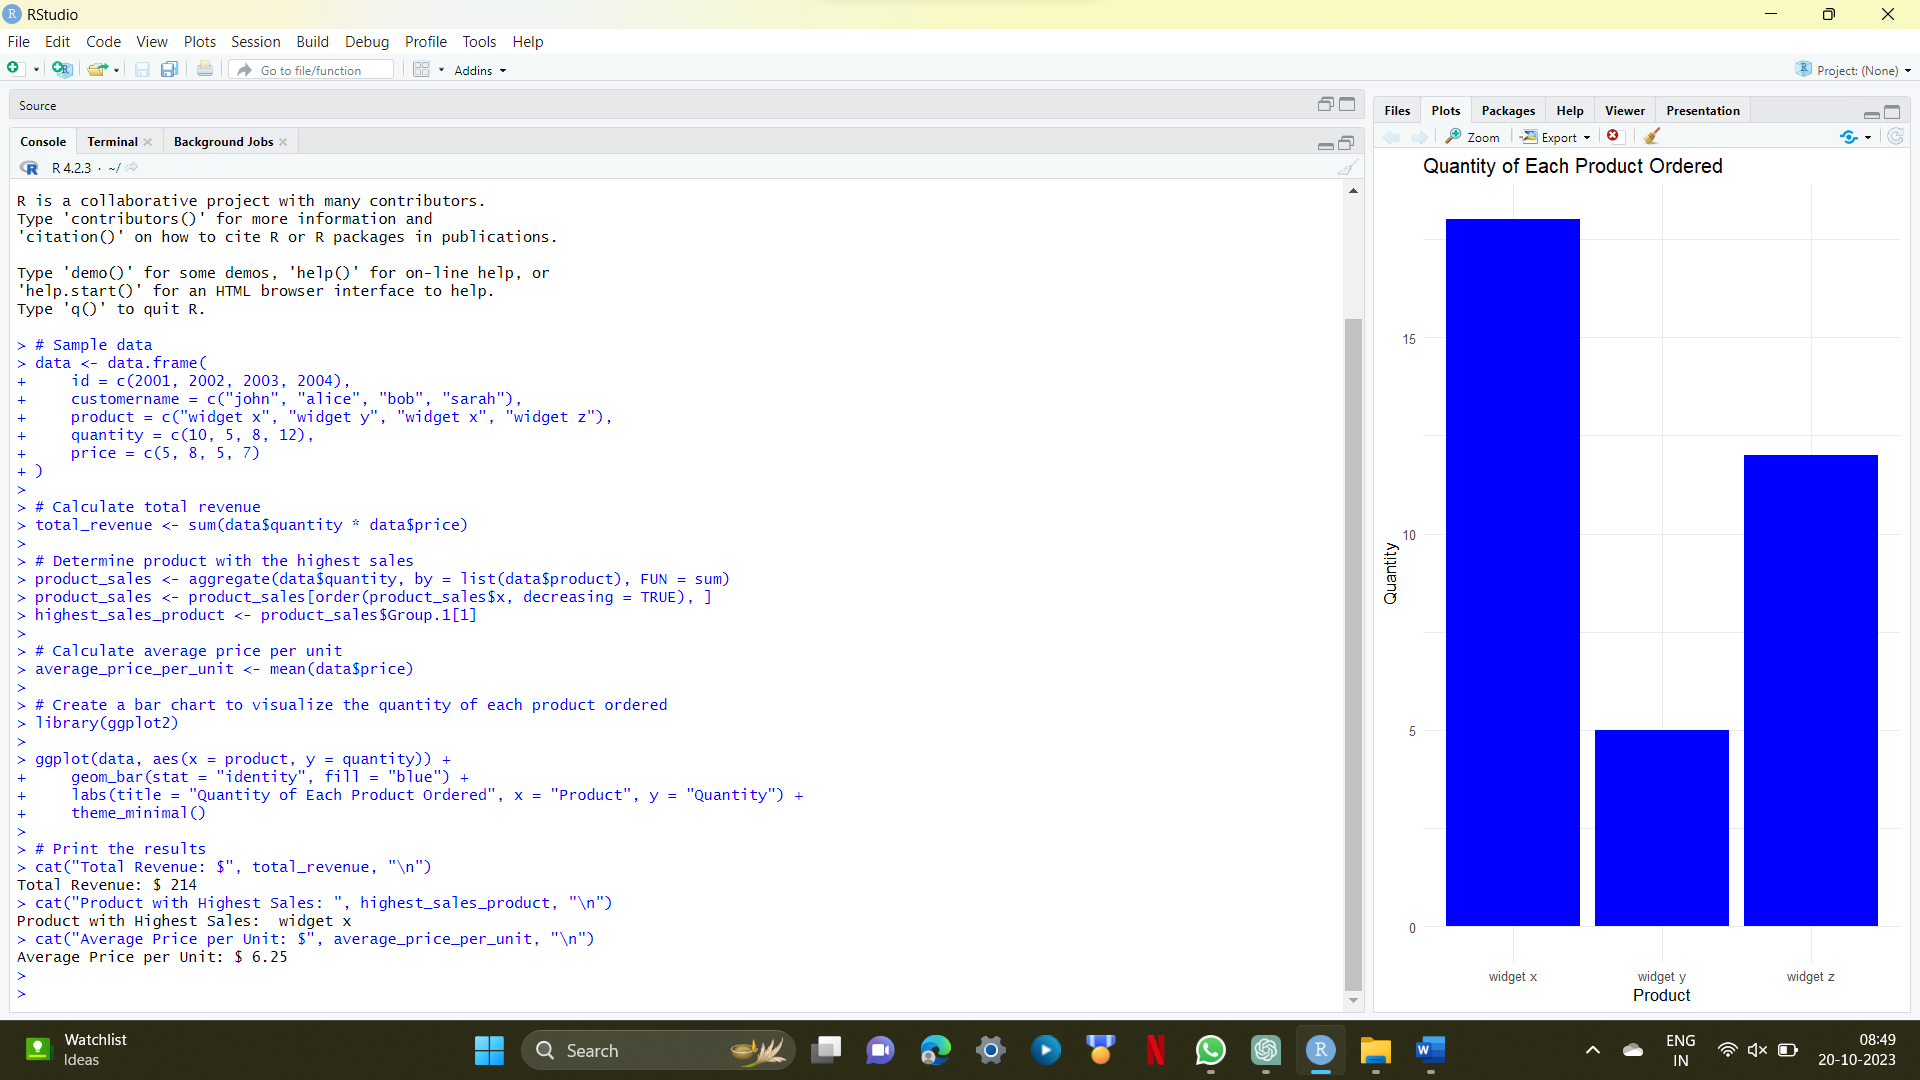 RStudio
File Edit Code View Plots Session Build Debug Profile Tools Help
Go to file/function
Addins
Project: (None)
Source
Console Terminal Background Jobs
R 4.2.3 · ~/
R is a collaborative project with many contributors.
Type 'contributors()' for more information and
'citation()' on how to cite R or R packages in publications.
Type 'demo()' for some demos, 'help()' for on-line help, or
'help.start()' for an HTML browser interface to help.
Type 'q()' to quit R.
> # Sample data
> data <- data.frame(
+     id = c(2001, 2002, 2003, 2004),
+     customername = c("john", "alice", "bob", "sarah"),
+     product = c("widget x", "widget y", "widget x", "widget z"),
+     quantity = c(10, 5, 8, 12),
+     price = c(5, 8, 5, 7)
+ )
>
> # Calculate total revenue
> total_revenue <- sum(data$quantity * data$price)
>
> # Determine product with the highest sales
> product_sales <- aggregate(data$quantity, by = list(data$product), FUN = sum)
> product_sales <- product_sales[order(product_sales$x, decreasing = TRUE), ]
> highest_sales_product <- product_sales$Group.1[1]
>
> # Calculate average price per unit
> average_price_per_unit <- mean(data$price)
>
> # Create a bar chart to visualize the quantity of each product ordered
> library(ggplot2)
>
> ggplot(data, aes(x = product, y = quantity)) +
+     geom_bar(stat = "identity", fill = "blue") +
+     labs(title = "Quantity of Each Product Ordered", x = "Product", y = "Quantity") +
+     theme_minimal()
>
> # Print the results
> cat("Total Revenue: $", total_revenue, "\n")
Total Revenue: $ 214
> cat("Product with Highest Sales: ", highest_sales_product, "\n")
Product with Highest Sales:  widget x
> cat("Average Price per Unit: $", average_price_per_unit, "\n")
Average Price per Unit: $ 6.25
>
>
Files Plots Packages Help Viewer Presentation
Zoom Export
Quantity of Each Product Ordered
15
10
5
0
Quantity
widget x widget y widget z
Product
Watchlist
Ideas
Search
ENG
IN
08:49
20-10-2023